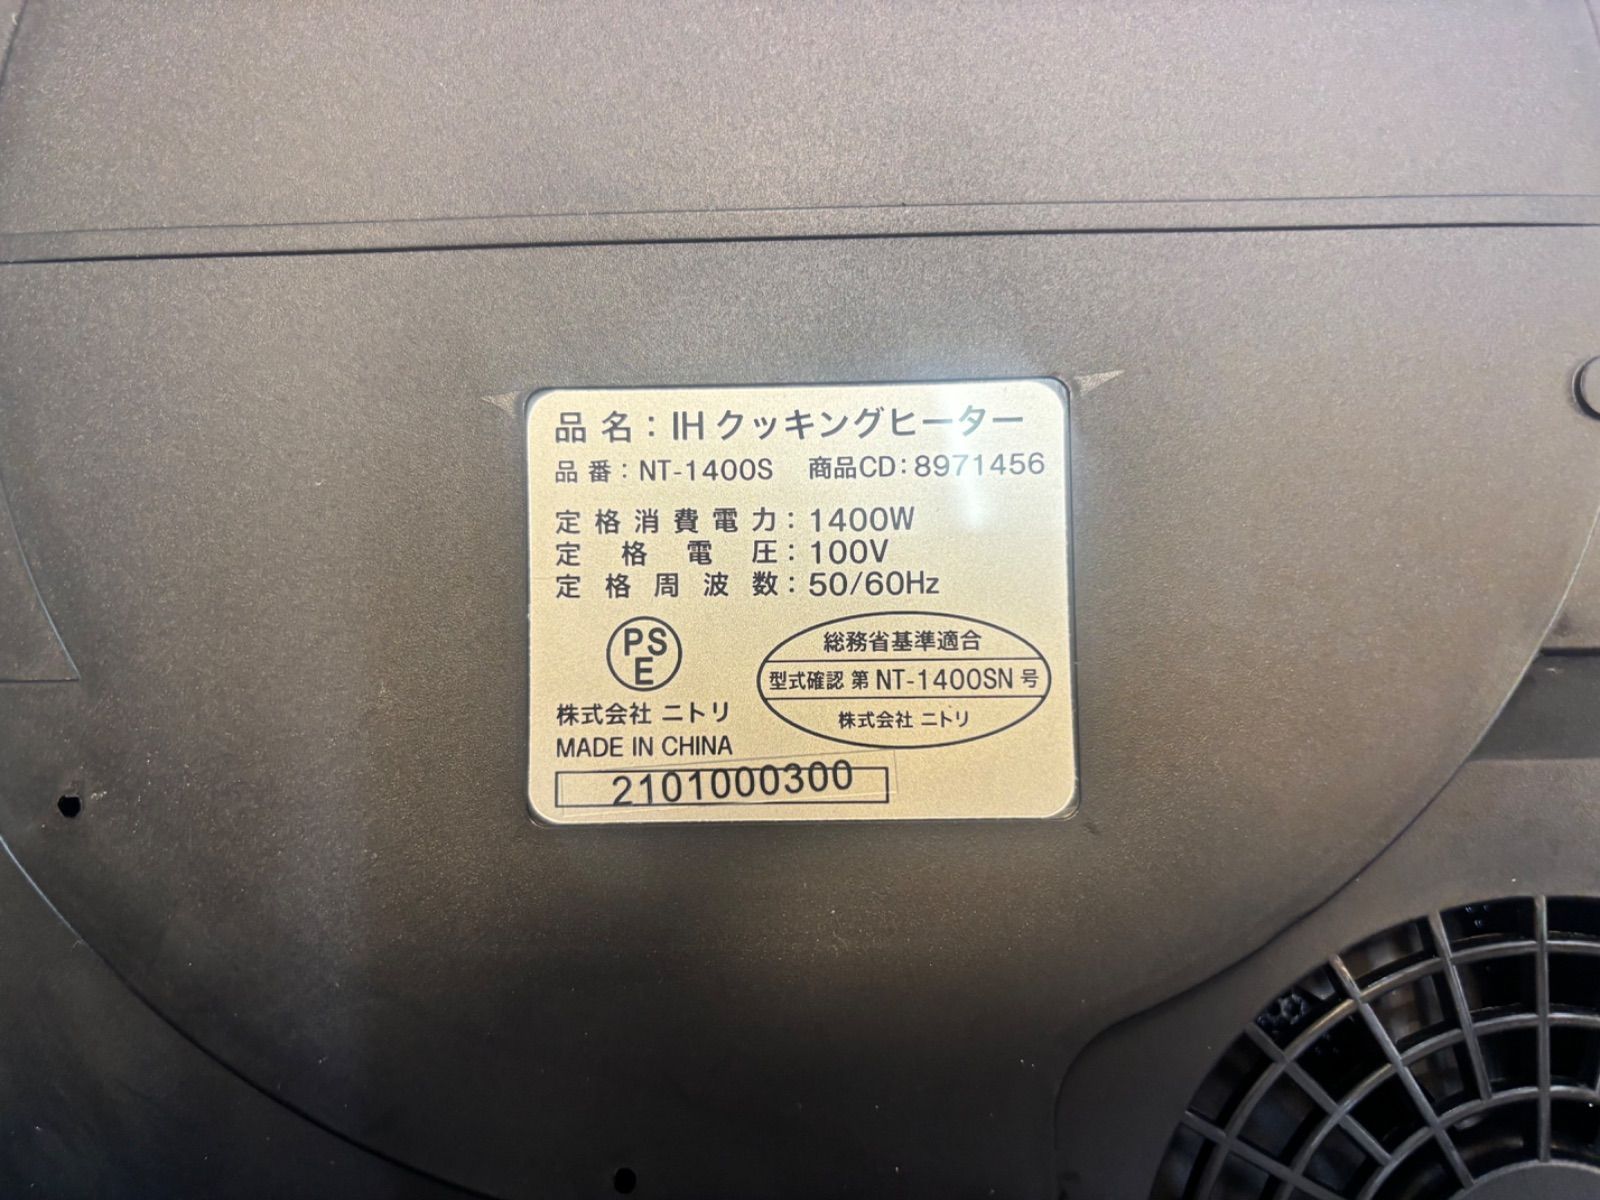 品名：IHクッキングヒーター
品番：NT-1400S 商品CD：8971456
定格消費電力：1400W
定格電圧：100V
定格周波数：50/60Hz
PSE
総務省基準適合
型式確認 第 NT-1400SN 号
株式会社 ニトリ
株式会社 ニトリ
MADE IN CHINA
2101000300